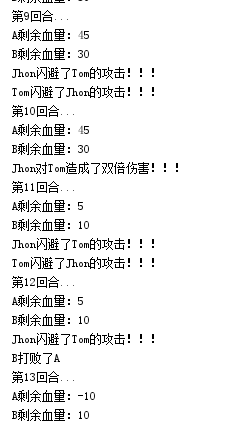 第9回合...
A剩余血量：45
B剩余血量：30
Jhon闪避了Tom的攻击！！！
Tom闪避了Jhon的攻击！！！
第10回合...
A剩余血量：45
B剩余血量：30
Jhon对Tom造成了双倍伤害！！！
第11回合...
A剩余血量：5
B剩余血量：10
Jhon闪避了Tom的攻击！！！
Tom闪避了Jhon的攻击！！！
第12回合...
A剩余血量：5
B剩余血量：10
Jhon闪避了Tom的攻击！！！
B打败了A
第13回合...
A剩余血量：-10
B剩余血量：10